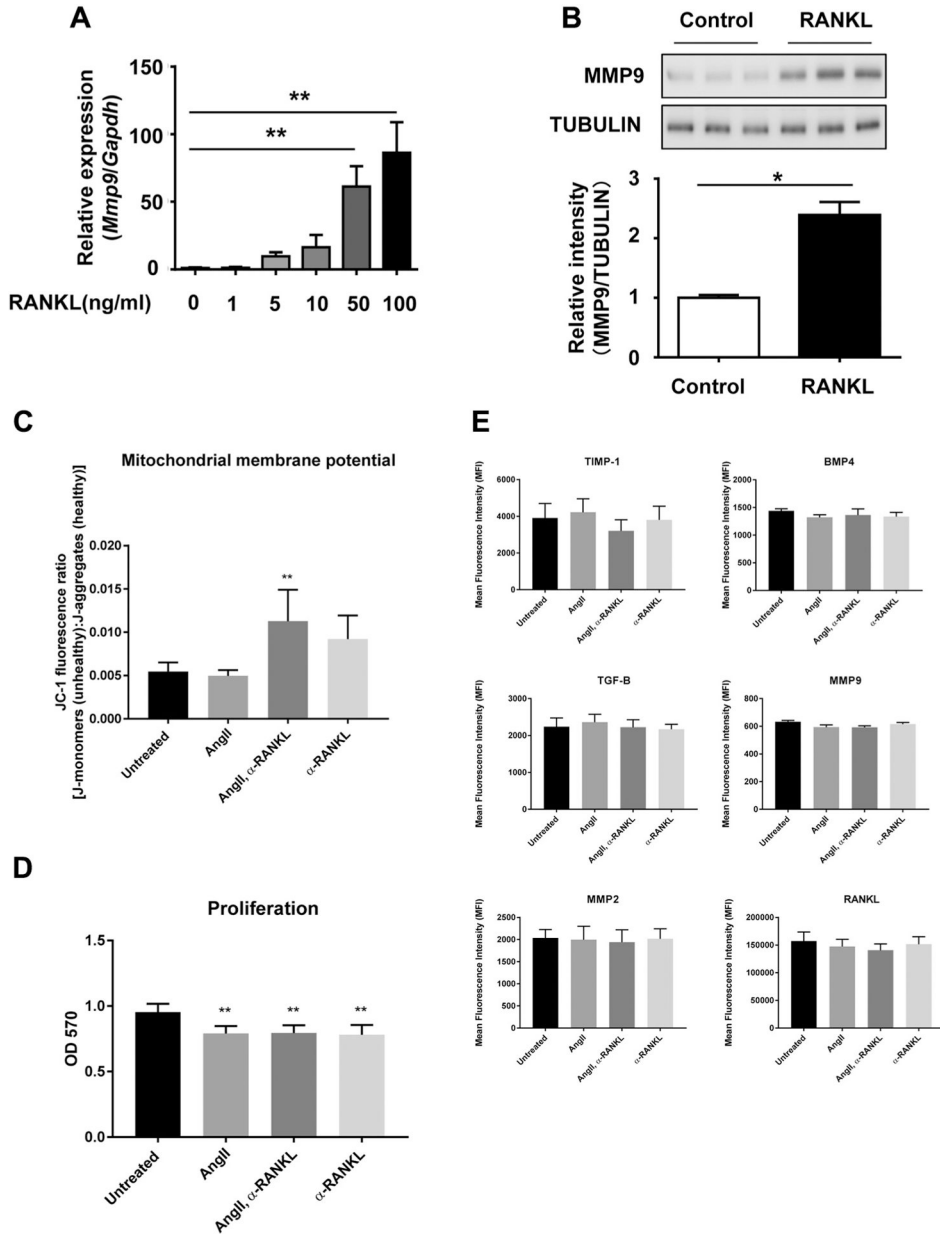 A
Relative expression
(Mmp9/Gapdh)
150
100
50
0
**
**
RANKL(ng/ml) 0 1 5 10 50 100
B
Control RANKL
MMP9
TUBULIN
Relative intensity
(MMP9/TUBULIN)
3
2
1
0
*
Control RANKL
C
Mitochondrial membrane potential
JC-1 fluorescence ratio
[J-monomers (unhealthy):J-aggregates (healthy)]
0.020
0.015
0.010
0.005
0.000
**
Untreated
AngII
AngII, α-RANKL
α-RANKL
D
Proliferation
OD 570
1.5
1.0
0.5
0.0
** ** **
Untreated
AngII
AngII, α-RANKL
α-RANKL
E
TIMP-1
Mean Fluorescence Intensity (MFI)
6000
4000
2000
0
Untreated
AngII
AngII, α-RANKL
α-RANKL
BMP4
Mean Fluorescence Intensity (MFI)
2000
1500
1000
500
0
Untreated
AngII
AngII, α-RANKL
α-RANKL
TGF-B
Mean Fluorescence Intensity (MFI)
3000
2000
1000
0
Untreated
AngII
AngII, α-RANKL
α-RANKL
MMP9
Mean Fluorescence Intensity (MFI)
800
600
400
200
0
Untreated
AngII
AngII, α-RANKL
α-RANKL
MMP2
Mean Fluorescence Intensity (MFI)
2500
2000
1500
1000
500
0
Untreated
AngII
AngII, α-RANKL
α-RANKL
RANKL
Mean Fluorescence Intensity (MFI)
200000
150000
100000
50000
0
Untreated
AngII
AngII, α-RANKL
α-RANKL